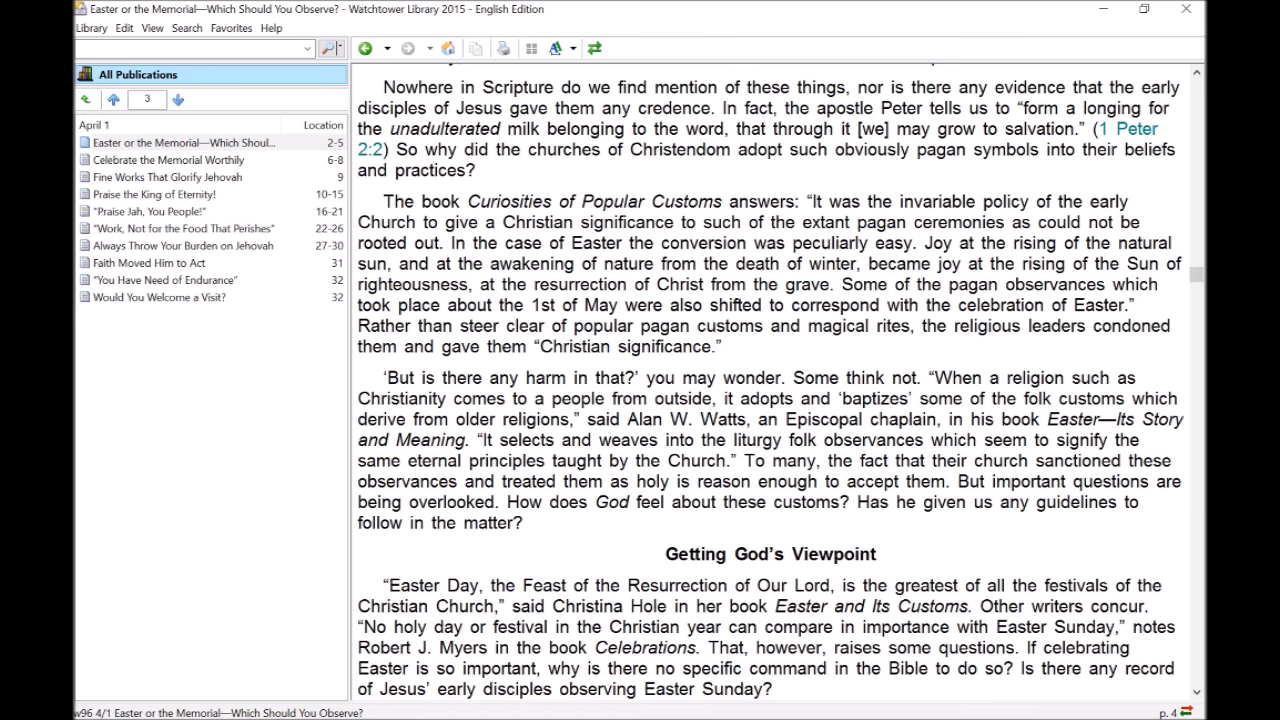 Easter or the Memorial—Which Should You Observe? - Watchtower Library 2015 - English Edition
Library Edit View Search Favorites Help
All Publications
3
April 1 Location
Easter or the Memorial—Which Shoul... 2-5
Celebrate the Memorial Worthily 6-8
Fine Works That Glorify Jehovah 9
Praise the King of Eternity! 10-15
“Praise Jah, You People!” 16-21
“Work, Not for the Food That Perishes” 22-26
Always Throw Your Burden on Jehovah 27-30
Faith Moved Him to Act 31
“You Have Need of Endurance” 32
Would You Welcome a Visit? 32
Nowhere in Scripture do we find mention of these things, nor is there any evidence that the early
disciples of Jesus gave them any credence. In fact, the apostle Peter tells us to “form a longing for
the unadulterated milk belonging to the word, that through it [we] may grow to salvation.” (1 Peter
2:2) So why did the churches of Christendom adopt such obviously pagan symbols into their beliefs
and practices?
The book Curiosities of Popular Customs answers: “It was the invariable policy of the early
Church to give a Christian significance to such of the extant pagan ceremonies as could not be
rooted out. In the case of Easter the conversion was peculiarly easy. Joy at the rising of the natural
sun, and at the awakening of nature from the death of winter, became joy at the rising of the Sun of
righteousness, at the resurrection of Christ from the grave. Some of the pagan observances which
took place about the 1st of May were also shifted to correspond with the celebration of Easter.”
Rather than steer clear of popular pagan customs and magical rites, the religious leaders condoned
them and gave them “Christian significance.”
‘But is there any harm in that?’ you may wonder. Some think not. “When a religion such as
Christianity comes to a people from outside, it adopts and ‘baptizes’ some of the folk customs which
derive from older religions,” said Alan W. Watts, an Episcopal chaplain, in his book Easter—Its Story
and Meaning. “It selects and weaves into the liturgy folk observances which seem to signify the
same eternal principles taught by the Church.” To many, the fact that their church sanctioned these
observances and treated them as holy is reason enough to accept them. But important questions are
being overlooked. How does God feel about these customs? Has he given us any guidelines to
follow in the matter?
Getting God’s Viewpoint
“Easter Day, the Feast of the Resurrection of Our Lord, is the greatest of all the festivals of the
Christian Church,” said Christina Hole in her book Easter and Its Customs. Other writers concur.
“No holy day or festival in the Christian year can compare in importance with Easter Sunday,” notes
Robert J. Myers in the book Celebrations. That, however, raises some questions. If celebrating
Easter is so important, why is there no specific command in the Bible to do so? Is there any record
of Jesus’ early disciples observing Easter Sunday?
w96 4/1 Easter or the Memorial—Which Should You Observe? p. 4